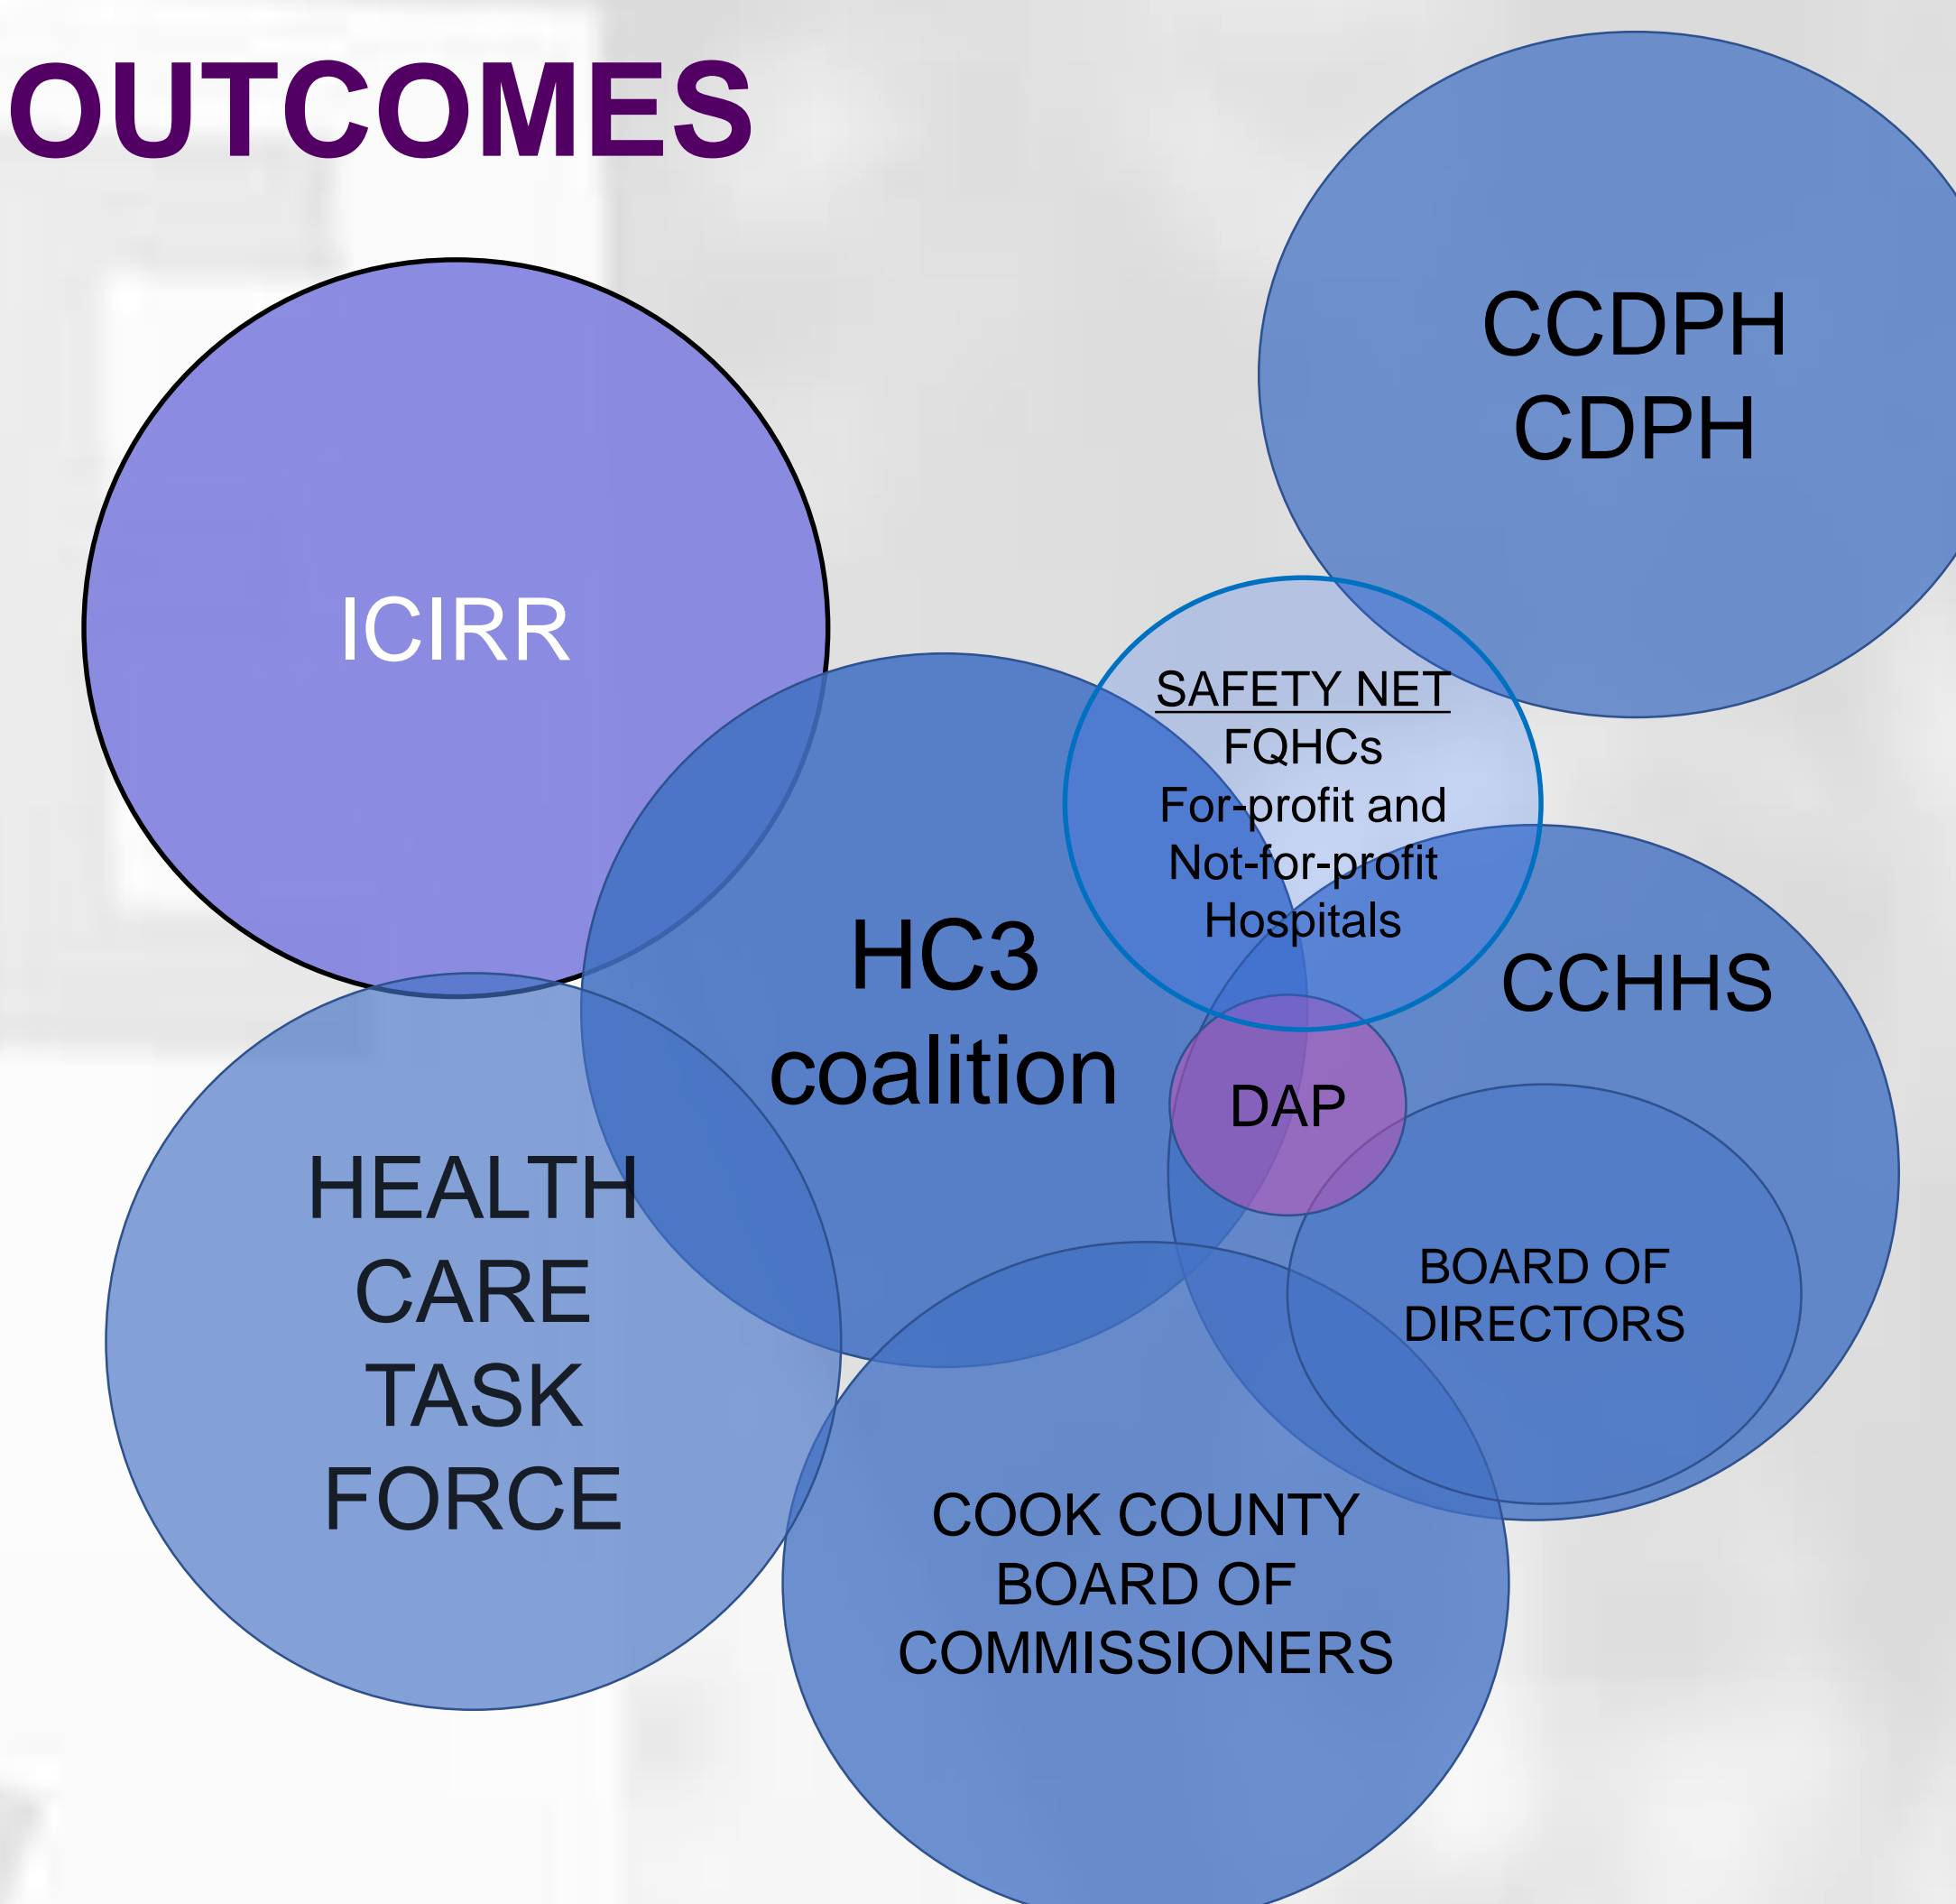 OUTCOMES
CCDPH
CDPH
ICIRR
SAFETY NET
FQHCs
For-profit and
Not-for-profit
Hospitals
HC3
coalition
CCHHS
DAP
HEALTH
CARE
TASK
FORCE
BOARD OF
DIRECTORS
COOK COUNTY
BOARD OF
COMMISSIONERS